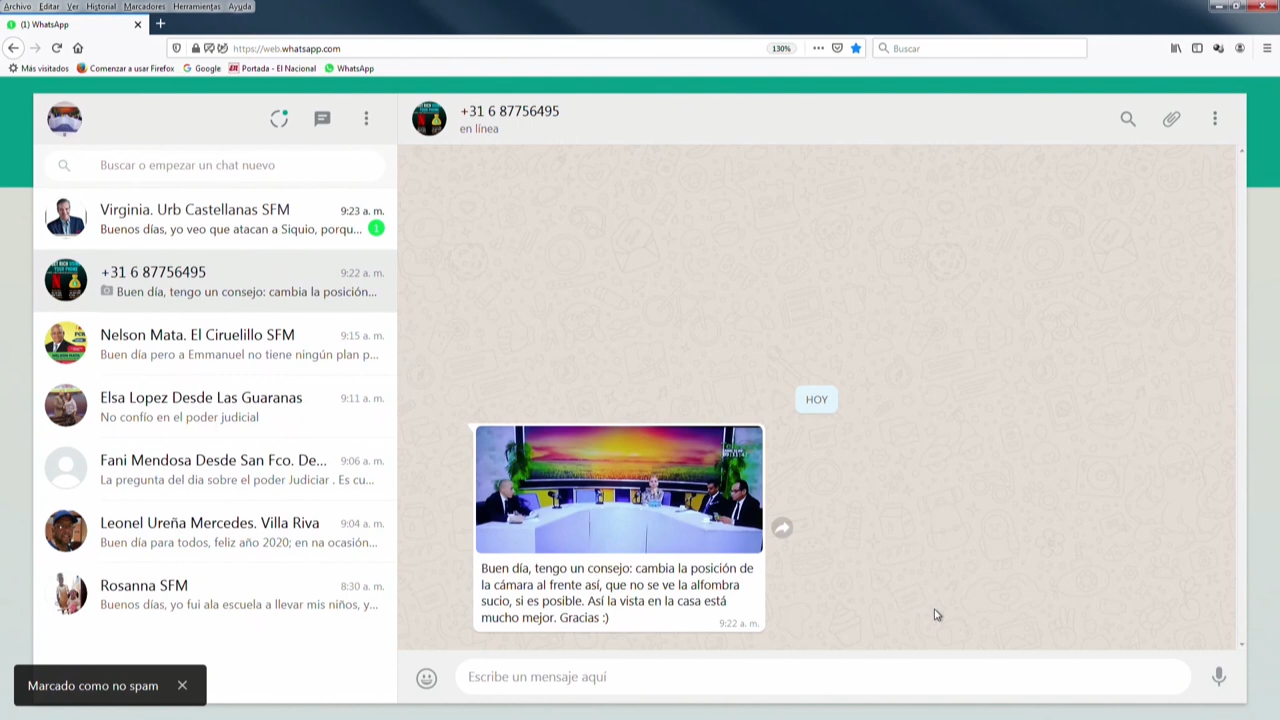 Archivo Editar Ver Historial Marcadores Herramientas Ayuda
(1) WhatsApp
https://web.whatsapp.com
130%
Buscar
Más visitados
Comenzar a usar Firefox
Google
Portada - El Nacional
WhatsApp
+31 6 87756495
en línea
Buscar o empezar un chat nuevo
Virginia. Urb Castellanas SFM
9:23 a. m.
Buenos días, yo veo que atacan a Siquio, porqu...
1
+31 6 87756495
9:22 a. m.
Buen día, tengo un consejo: cambia la posición...
Nelson Mata. El Ciruelillo SFM
9:15 a. m.
Buen día pero a Emmanuel no tiene ningún plan p...
Elsa Lopez Desde Las Guaranas
9:11 a. m.
No confío en el poder judicial
Fani Mendosa Desde San Fco. De...
9:06 a. m.
La pregunta del dia sobre el poder Judiciar . Es cu...
Leonel Ureña Mercedes. Villa Riva
9:04 a. m.
Buen día para todos, feliz año 2020; en na ocasión...
Rosanna SFM
8:30 a. m.
Buenos días, yo fui ala escuela a llevar mis niños, y...
HOY
Buen día, tengo un consejo: cambia la posición de
la cámara al frente así, que no se ve la alfombra
sucio, si es posible. Así la vista en la casa está
mucho mejor. Gracias :)
9:22 a. m.
Marcado como no spam
Escribe un mensaje aquí